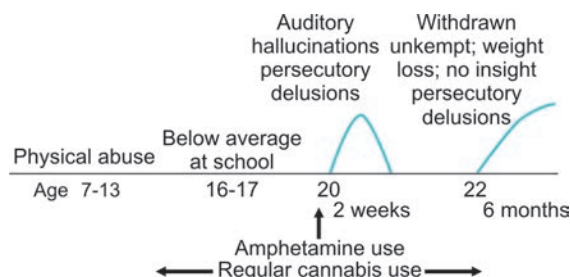 Auditory
hallucinations
persecutory
delusions
Withdrawn
unkempt; weight
loss; no insight
persecutory
delusions
Physical abuse
Below average
at school
Age 7-13
16-17
20
22
2 weeks
6 months
Amphetamine use
Regular cannabis use